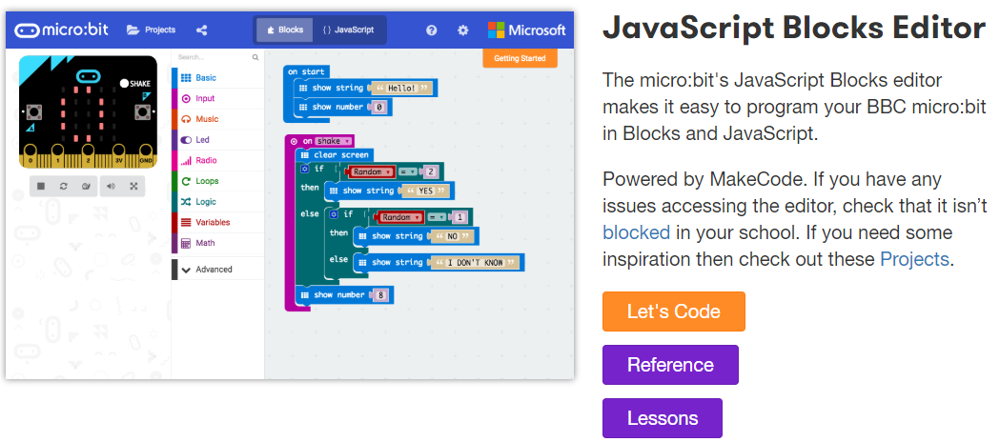 micro:bit Projects Blocks {} JavaScript ? Microsoft
Search...
Getting Started
SHAKE
0 1 2 3V GND
Basic
Input
Music
Led
Radio
Loops
Logic
Variables
Math
Advanced
on start
show string “ Hello! ”
show number 0
on shake
clear screen
if Random = 2
then show string “ YES ”
else if Random = 1
then show string “ NO ”
else show string “ I DON'T KNOW ”
show number 8
JavaScript Blocks Editor
The micro:bit's JavaScript Blocks editor
makes it easy to program your BBC micro:bit
in Blocks and JavaScript.
Powered by MakeCode. If you have any
issues accessing the editor, check that it isn’t
blocked in your school. If you need some
inspiration then check out these Projects.
Let's Code
Reference
Lessons